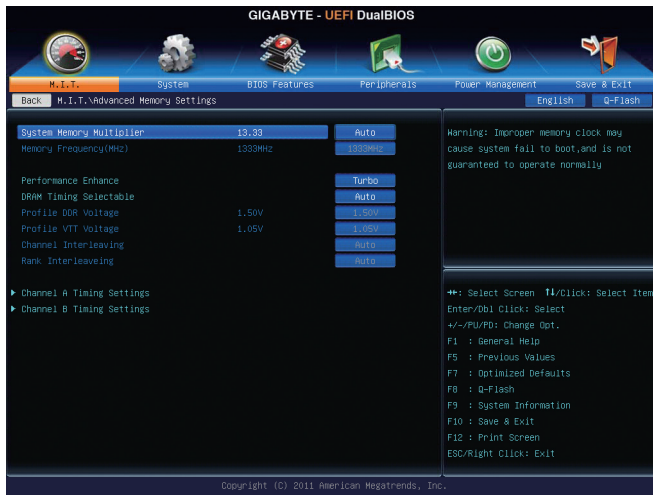 GIGABYTE - UEFI DualBIOS
M.I.T. System BIOS Features Peripherals Power Management Save & Exit
Back M.I.T.\Advanced Memory Settings English Q-Flash
System Memory Multiplier 13.33 Auto
Memory Frequency(MHz) 1333MHz 1333MHz
Performance Enhance Turbo
DRAM Timing Selectable Auto
Profile DDR Voltage 1.50V 1.50V
Profile VTT Voltage 1.05V 1.05V
Channel Interleaving Auto
Rank Interleaveing Auto
Channel A Timing Settings
Channel B Timing Settings
Warning: Improper memory clock may
cause system fail to boot,and is not
guaranteed to operate normally
→←: Select Screen ↑↓/Click: Select Item
Enter/Dbl Click: Select
+/-/PU/PD: Change Opt.
F1 : General Help
F5 : Previous Values
F7 : Optimized Defaults
F8 : Q-Flash
F9 : System Information
F10 : Save & Exit
F12 : Print Screen
ESC/Right Click: Exit
Copyright (C) 2011 American Megatrends, Inc.